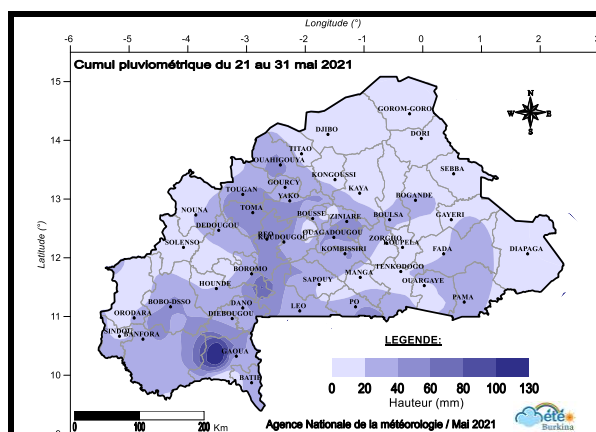 Longitude (°)
-6 -5 -4 -3 -2 -1 0 1 2 3
Cumul pluviométrique du 21 au 31 mai 2021
15
GOROM-GORO
N
W E
S
14
DJIBO
DORI
TITAO
OUAHIGOUYA
KONGOUSSI
SEBBA
GOURCY
13
TOUGAN
YAKO
KAYA
BOGANDE
NOUNA
TOMA
BOUSSE
ZINIARE
BOULSA
GAYERI
DEDOUGOU
REO
KOUDOUGOU
OUAGADOUGOU
ZORGHO
KOUPELA
SOLENSO
KOMBISSIRI
FADA
DIAPAGA
12
Latitude (°)
BOROMO
TENKODOGO
MANGA
HOUNDE
SAPOUY
OUARGAYE
BOBO-DSSO
DANO
LEO
PO
PAMA
11
ORODARA
DIEBOUGOU
SINDOU
BANFORA
GAOUA
10
BATIE
LEGENDE:
0 20 40 60 80 100 130
Hauteur (mm)
0 100 200 Km
Agence Nationale de la météorologie / Mai 2021
météo
Burkina
9